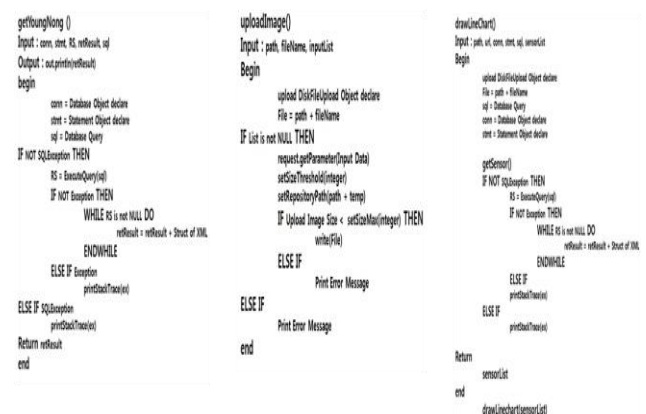 getYoungNong ()
Input : conn, stmt, RS, retResult, sql
Output : out.println(retResult)
begin
conn = Database Object declare
stmt = Statement Object declare
sql = Database Query
IF NOT SQLException THEN
RS = ExecuteQuery(sql)
IF NOT Exception THEN
WHILE RS is not NULL DO
retResult = retResult + Struct of XML
ENDWHILE
ELSE IF Exception
printStackTrace(ex)
ELSE IF SQLException
printStackTrace(ex)
Return retResult
end
uploadImage()
Input : path, fileName, inputList
Begin
upload DiskFileUpload Object declare
File = path + fileName
IF List is not NULL THEN
request.getParameter(Input Data)
setSizeThreshold(integer)
setRepositoryPath(path + temp)
IF Upload Image Size < setSizeMax(integer) THEN
write(File)
ELSE IF
Print Error Message
ELSE IF
Print Error Message
end
drawLineChart()
Input : path, url, conn, stmt, sql, sensorList
Begin
upload DiskFileUpload Object declare
File = path + fileName
sql = Database Query
conn = Database Object declare
stmt = Statement Object declare
getSensor()
IF NOT SQLException THEN
RS = ExecuteQuery(sql)
IF NOT Exception THEN
WHILE RS is not NULL DO
retResult = retResult + Struct of XML
ENDWHILE
ELSE IF
printStackTrace(ex)
ELSE IF
printStackTrace(ex)
Return
sensorList
end
drawLinechart(sensorList)